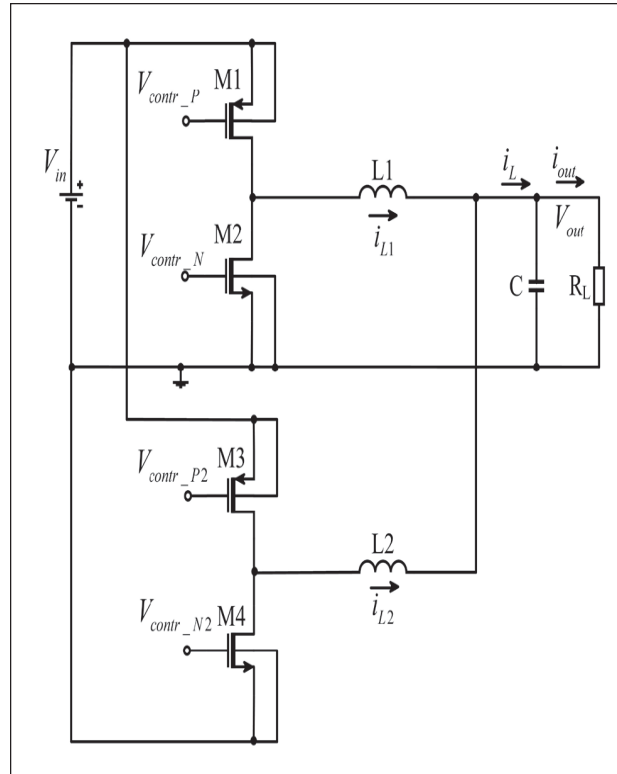 M1
V_contr_P
V_in
+
-
L1
i_L
i_out
i_L1
V_out
M2
V_contr_N
C
R_L
M3
V_contr_P2
L2
i_L2
M4
V_contr_N2